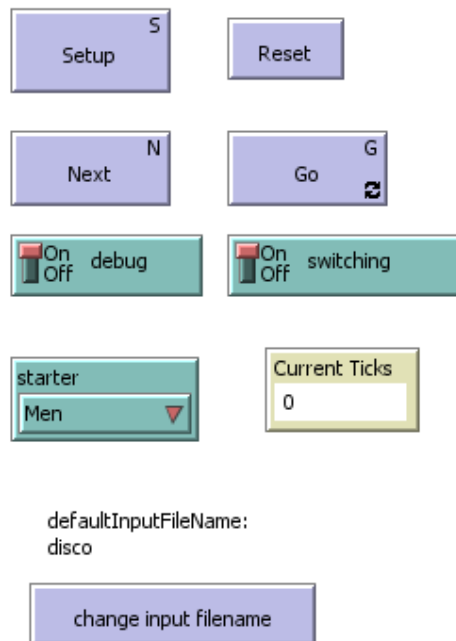 S
Setup
Reset
N
Next
G
Go
On
Off
debug
On
Off
switching
starter
Men
Current Ticks
0
defaultInputFileName:
disco
change input filename